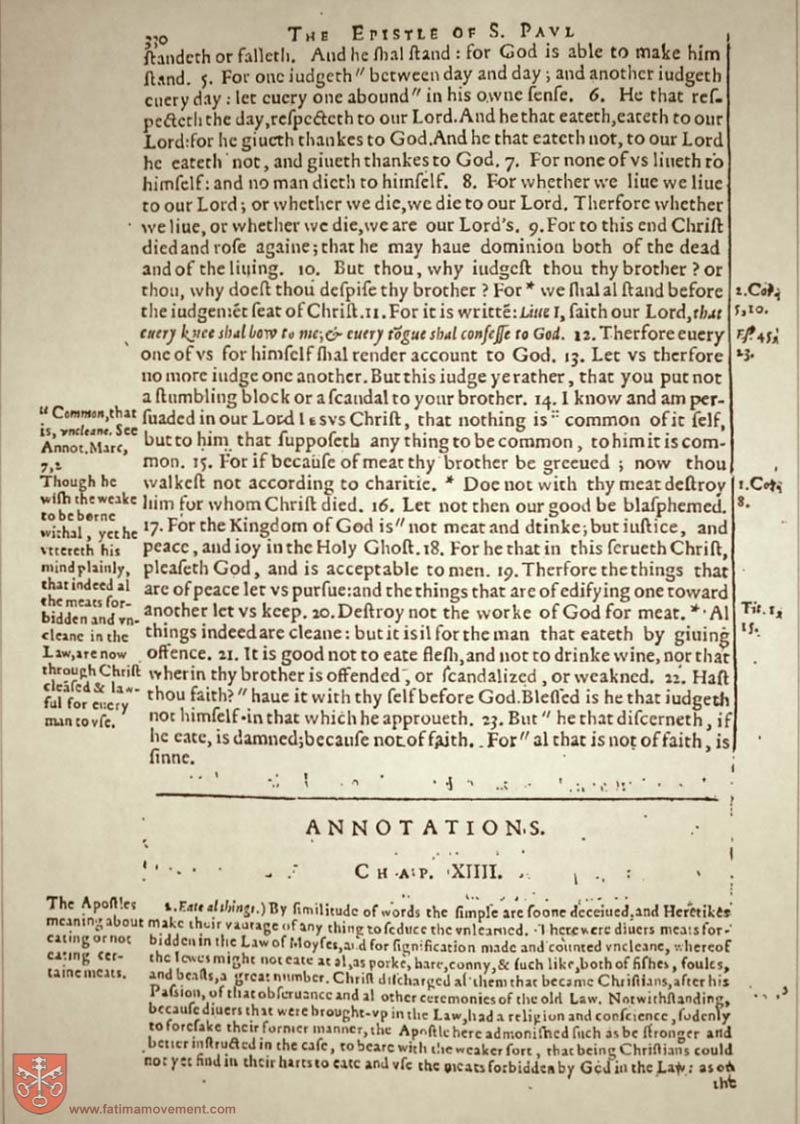 330
THE EPISTLE OF S. PAVL
ſtandeth or falleth. And he ſhal ſtand : for God is able to make him
ſtand. 5. For one iudgeth" between day and day ; and another iudgeth
euery day : let euery one abound" in his owne ſenſe. 6. He that reſ-
pecteth the day, reſpecteth to our Lord. And he that eateth, eateth to our
Lord: for he giueth thankes to God. And he that eateth not, to our Lord
he eateth not, and giueth thankes to God. 7. For none of vs liueth to
himſelf: and no man dieth to himſelf. 8. For whether we liue we liue
to our Lord; or whether we die, we die to our Lord. Therfore whether
we liue, or whether we die, we are our Lord's. 9. For to this end Chriſt
died and roſe againe; that he may haue dominion both of the dead
and of the liuing. 10. But thou, why iudgeſt thou thy brother ? or
thou, why doeſt thou deſpiſe thy brother ? For * we ſhal al ſtand before
the iudgemẽt ſeat of Chriſt. 11. For it is writtẽ: Liue I, ſaith our Lord, that
euery knee shal bow to me; & euery tõgue shal confeſſe to God. 12. Therfore euery
one of vs for himſelf ſhal render account to God. 13. Let vs therfore
no more iudge one another. But this iudge ye rather, that you put not
a ſtumbling block or a ſcandal to your brother. 14. I know and am per-
ſuaded in our Lord IESVS Chriſt, that nothing is :: common of it ſelf,
but to him that ſuppoſeth any thing to be common, to him it is com-
mon. 15. For if becauſe of meat thy brother be greeued ; now thou
walkeſt not according to charitie. * Doe not with thy meat deſtroy
him for whom Chriſt died. 16. Let not then our good be blaſphemed.
17. For the Kingdom of God is" not meat and drinke; but iuſtice, and
peace, and ioy in the Holy Ghoſt. 18. For he that in this ſerueth Chriſt,
pleaſeth God, and is acceptable to men. 19. Therfore the things that
are of peace let vs purſue: and the things that are of edifying one toward
another let vs keep. 20. Deſtroy not the worke of God for meat. * Al
things indeed are cleane : but it is il for the man that eateth by giuing
offence. 21. It is good not to eate fleſh, and not to drinke wine, nor that
wherin thy brother is offended, or ſcandalized, or weakned. 22. Haſt
thou faith? " haue it with thy ſelf before God. Bleſſed is he that iudgeth
not himſelf in that which he approueth. 23. But " he that diſcerneth, if
he eate, is damned; becauſe not of faith. For" al that is not of faith, is
ſinne.
2. Cor.
5, 10.
Eſa. 45,
23.
1. Cor.
8.
Tit. 1,
15.
:: Common, that
is, vncleane. See
Annot. Marc,
7, 2
Though he
wiſh the weake
to be borne
withal, yet he
vttereth his
mind plainly,
that indeed al
the meats for-
bidden and vn-
cleane in the
Law, are now
through Chriſt
cleaſed & law-
ful for euery
man to vſe.
ANNOTATIONS.
CHAP. XIIII.
The Apoſtles
meaning about
eating or not
eating cer-
taine meats.
2. Eate al things.) By ſimilitude of words the ſimple are ſoone deceiued, and Heretikes
make their vantage of any thing to ſeduce the vnlearned. There were diuers meats for-
bidden in the Law of Moyſes, and for ſignification made and counted vncleane, whereof
the Iewes might not eate at al, as porke, hare, conny, & ſuch like, both of fiſhes, foules,
and beaſts, a great number. Chriſt diſcharged al them that became Chriſtians, after his
Paſsion, of that obſeruance and al other ceremonies of the old Law. Notwithſtanding,
becauſe diuers that were brought-vp in the Law, had a religion and conſcience, ſodenly
to forſake their former manner, the Apoſtle here admoniſhed ſuch as be ſtronger and
better inſtructed in the caſe, to beare with the weaker ſort, that being Chriſtians could
not yet find in their harts to eate and vſe the meats forbidden by God in the Law: as on
the
www.fatimamovement.com